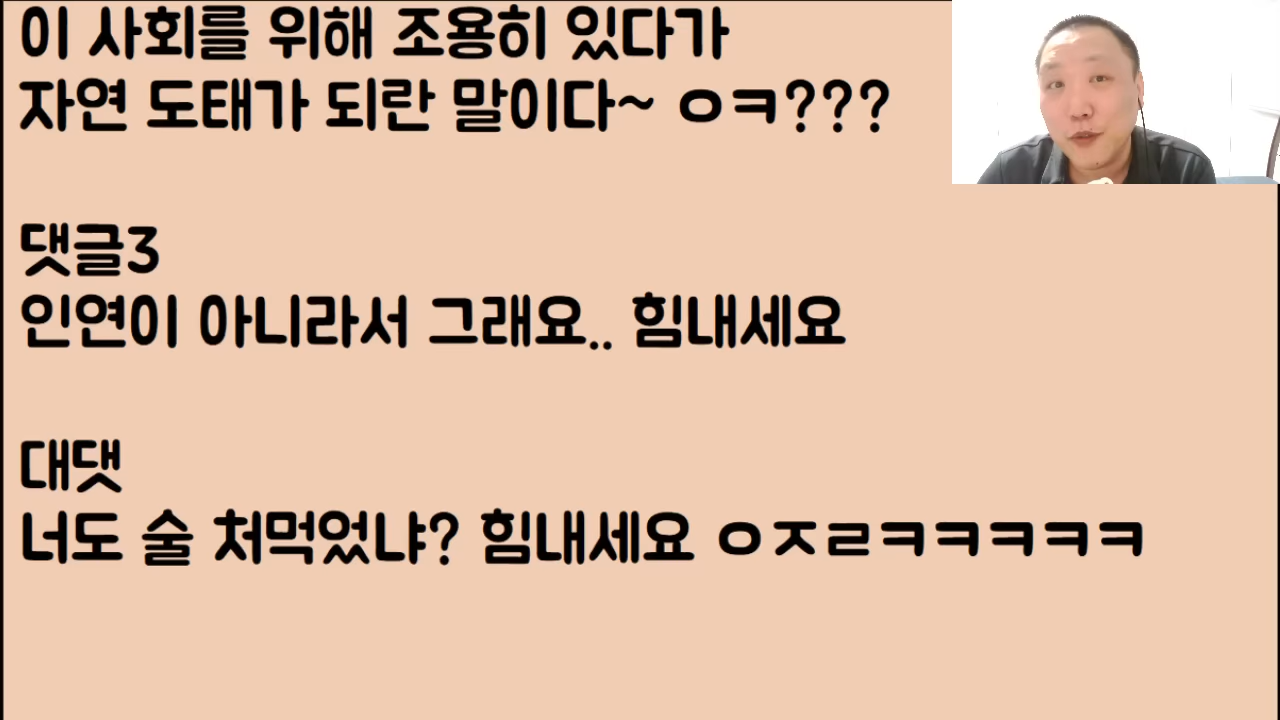 이 사회를 위해 조용히 있다가
자연 도태가 되란 말이다~ ㅇㅋ???
댓글3
인연이 아니라서 그래요.. 힘내세요
대댓
너도 술 처먹었냐? 힘내세요 ㅇㅈㄹㅋㅋㅋㅋㅋ